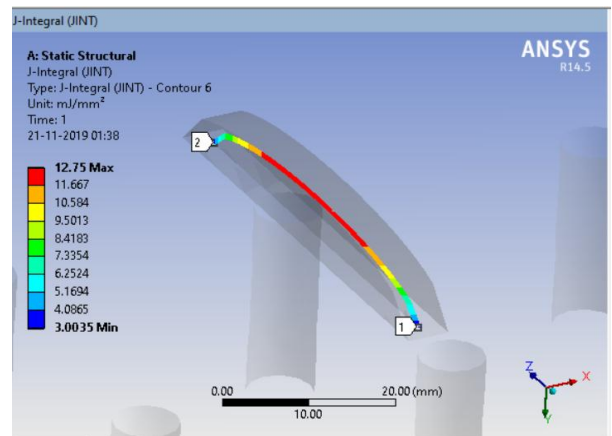 J-Integral (JINT)
A: Static Structural
J-Integral (JINT)
Type: J-Integral (JINT) - Contour 6
Unit: mJ/mm²
Time: 1
21-11-2019 01:38
12.75 Max
11.667
10.584
9.5013
8.4183
7.3354
6.2524
5.1694
4.0865
3.0035 Min
ANSYS
R14.5
2
1
0.00
20.00 (mm)
10.00
Z
X
Y